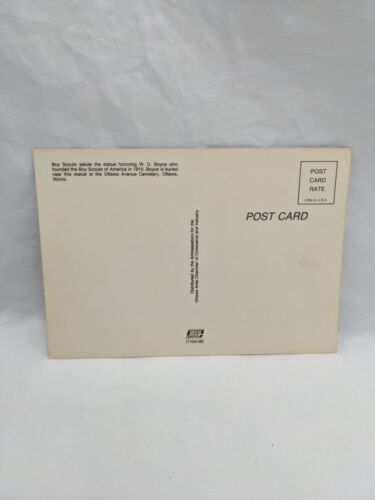 Boy Scouts salute the statue honoring W. D. Boyce who
founded the Boy Scouts of America in 1910. Boyce is buried
near this statue at the Ottawa Avenue Cemetery, Ottawa,
Illinois.
POST
CARD
RATE
Litho in U.S.A.
POST CARD
Distributed by the Ambassadors for the
Ottawa Area Chamber of Commerce and Industry